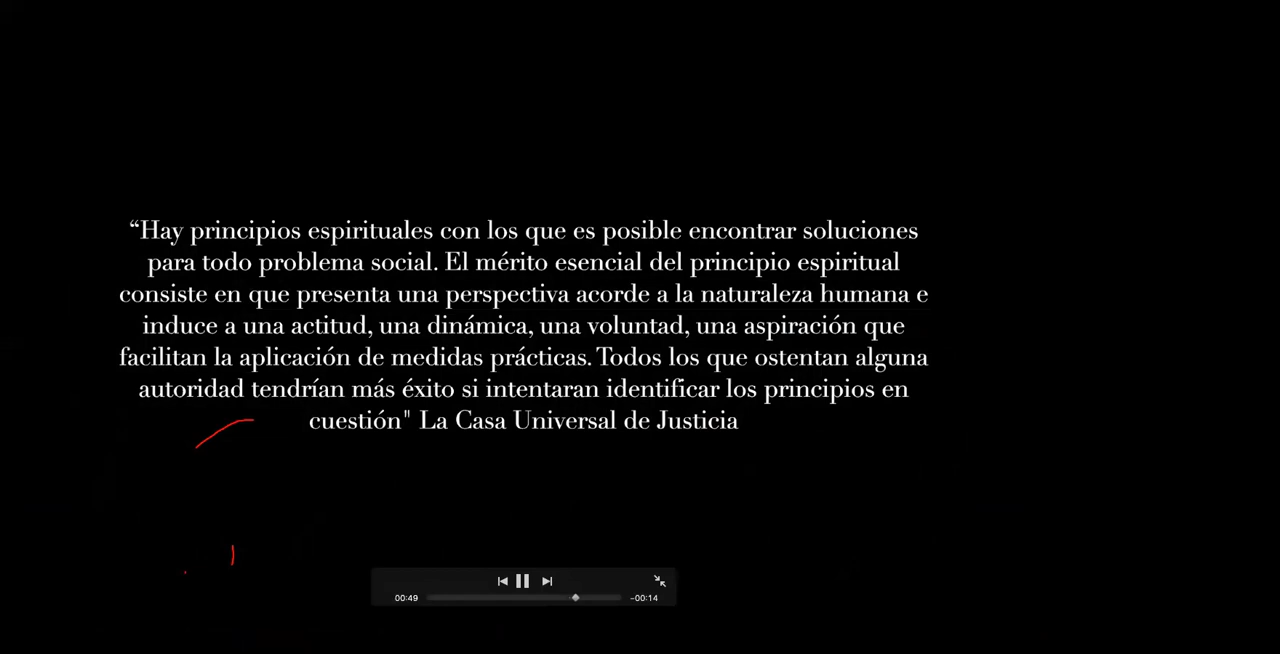 “Hay principios espirituales con los que es posible encontrar soluciones
para todo problema social. El mérito esencial del principio espiritual
consiste en que presenta una perspectiva acorde a la naturaleza humana e
induce a una actitud, una dinámica, una voluntad, una aspiración que
facilitan la aplicación de medidas prácticas. Todos los que ostentan alguna
autoridad tendrían más éxito si intentaran identificar los principios en
cuestión" La Casa Universal de Justicia
00:49 -00:14